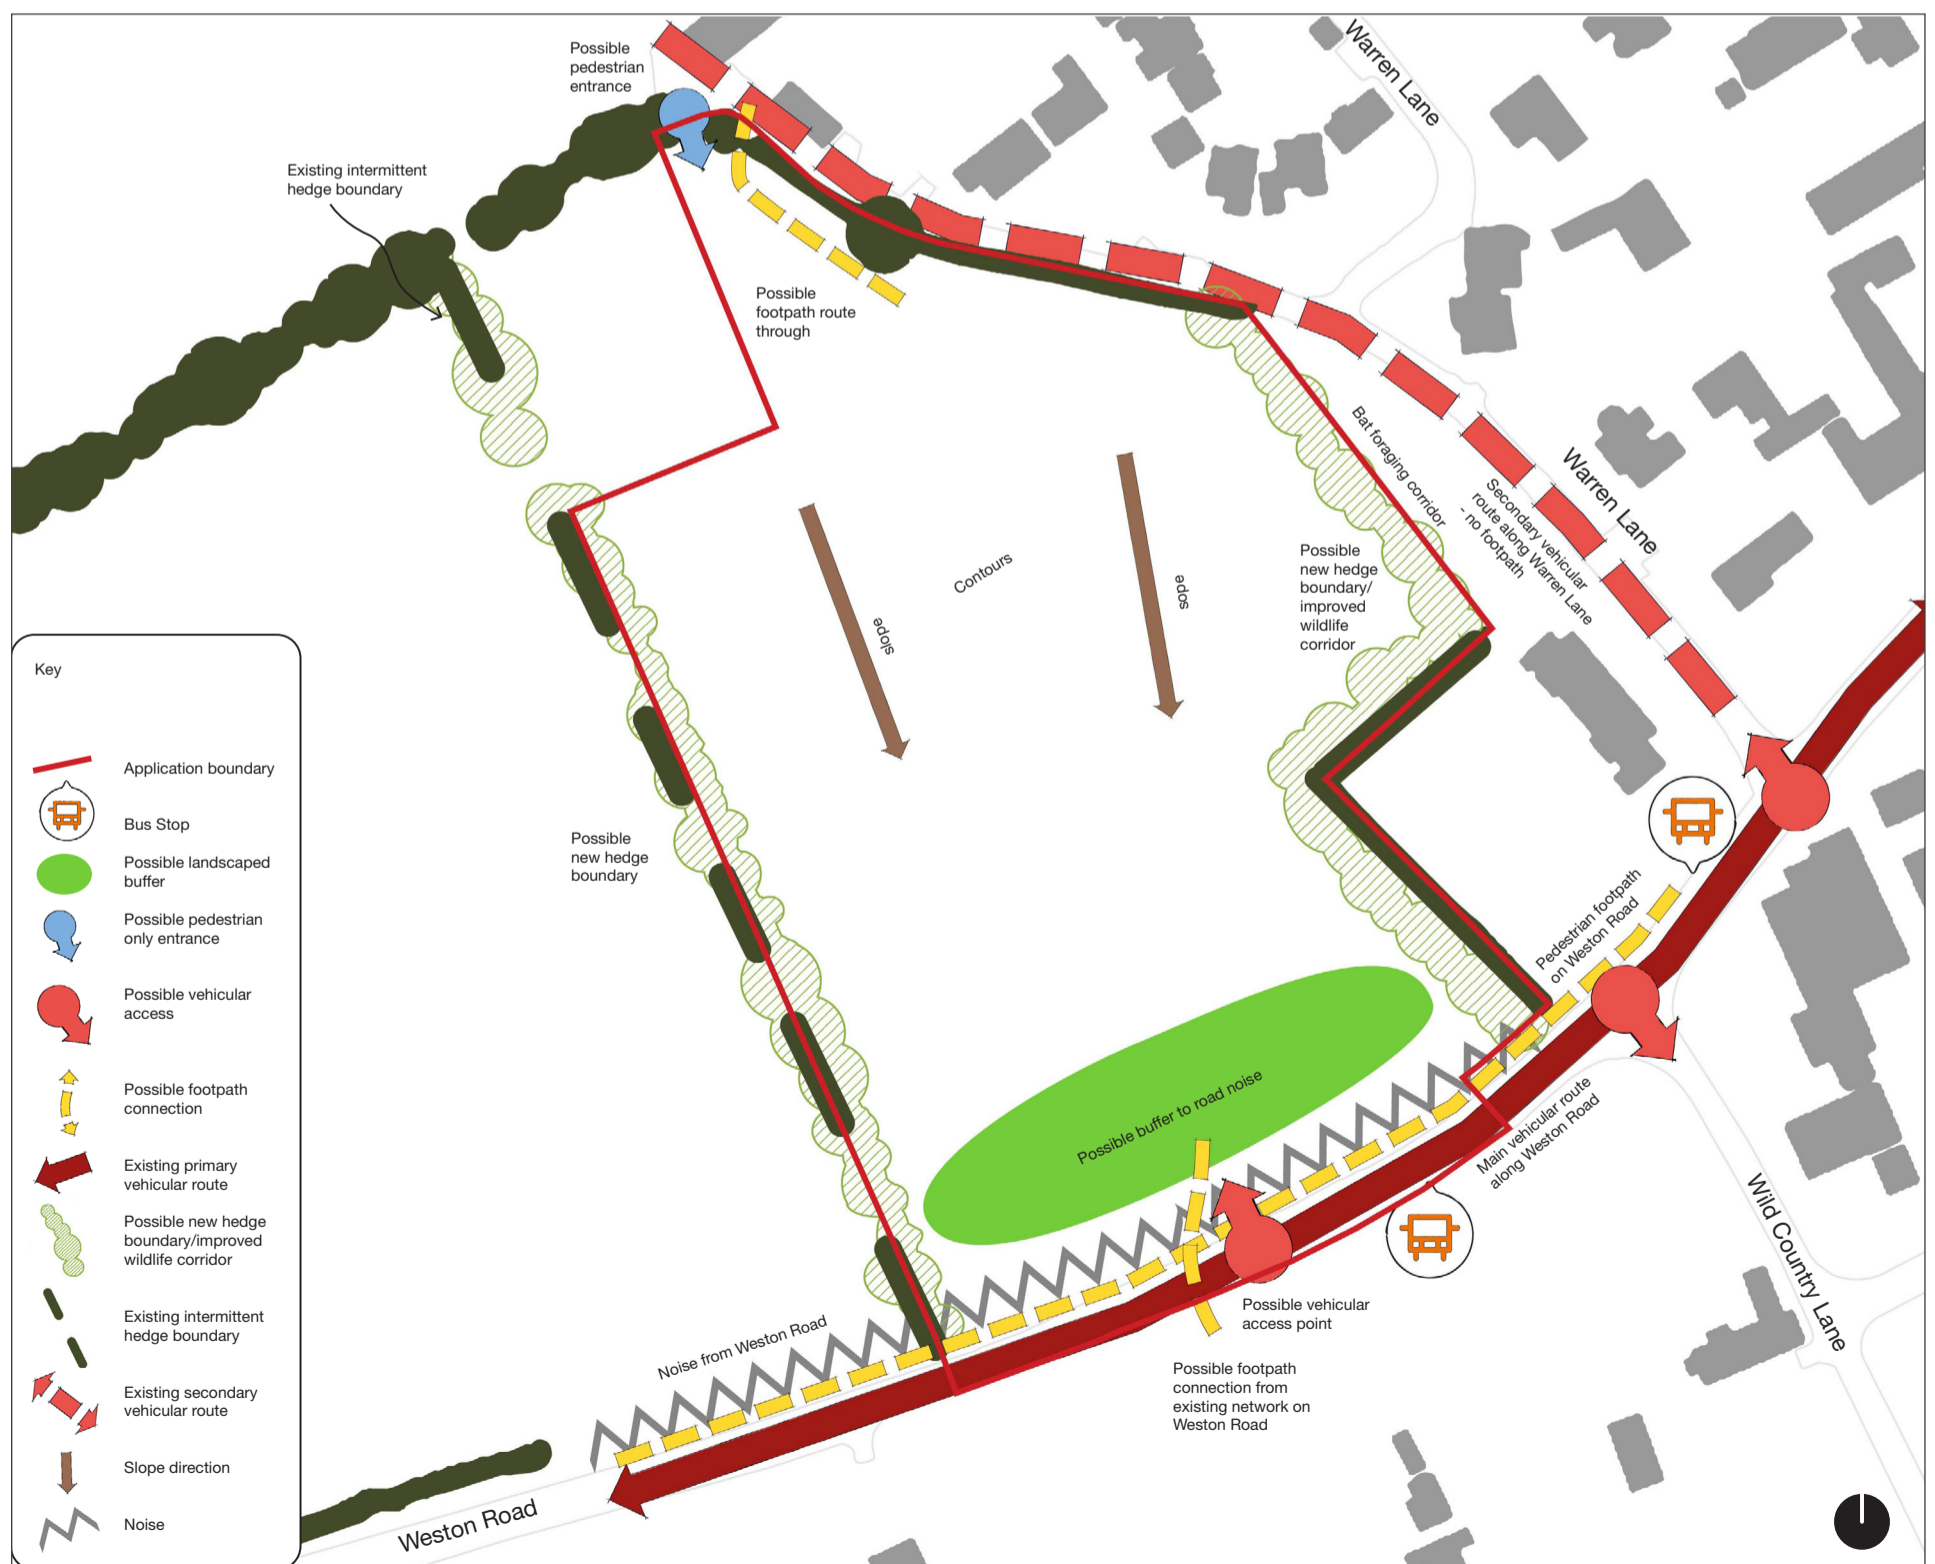 Possible
pedestrian
entrance
Warren Lane
Existing intermittent
hedge boundary
Possible
footpath route
through
Bat foraging corridor
Warren Lane
Secondary vehicular
route along Warren Lane
- no footpath
Contours
slope
sope
Possible
new hedge
boundary/
improved
wildlife
corridor
Possible
new hedge
boundary
Pedestrian footpath
on Weston Road
Possible buffer to road noise
Main vehicular route
along Weston Road
Wild Country Lane
Noise from Weston Road
Possible vehicular
access point
Possible footpath
connection from
existing network on
Weston Road
Weston Road
Key
Application boundary
Bus Stop
Possible landscaped
buffer
Possible pedestrian
only entrance
Possible vehicular
access
Possible footpath
connection
Existing primary
vehicular route
Possible new hedge
boundary/improved
wildlife corridor
Existing intermittent
hedge boundary
Existing secondary
vehicular route
Slope direction
Noise